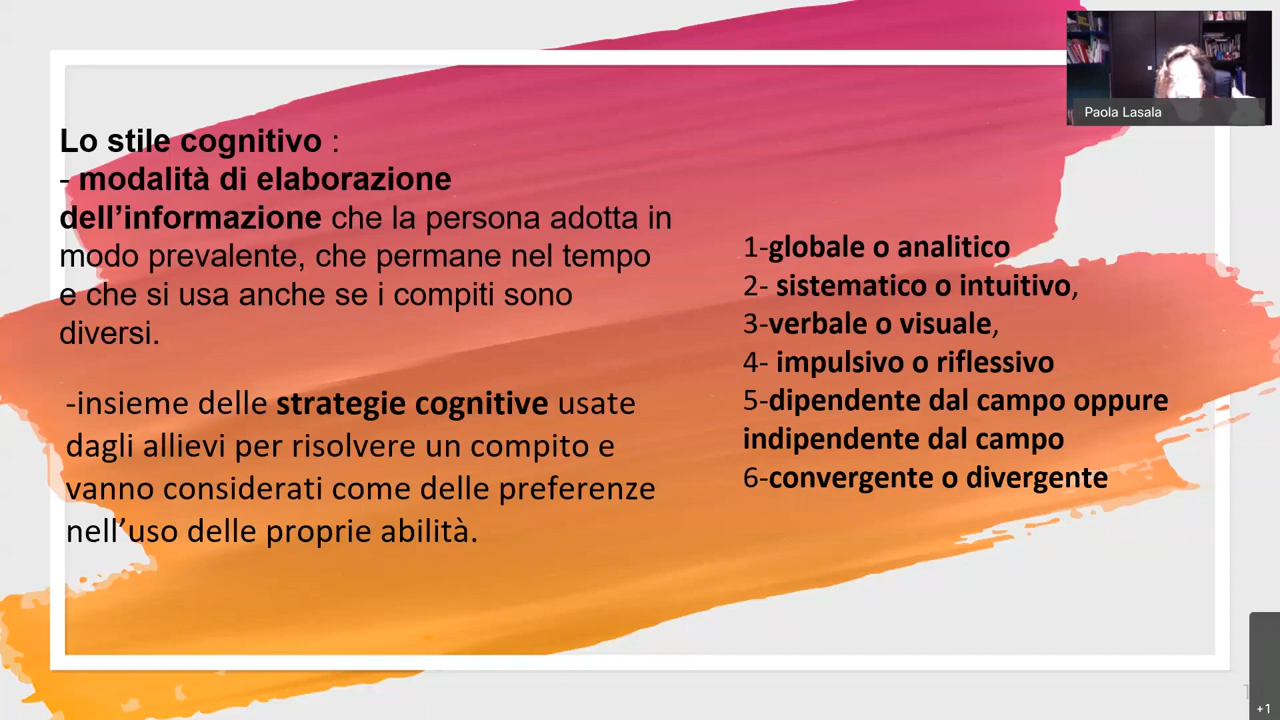 Lo stile cognitivo :
- modalità di elaborazione
dell’informazione che la persona adotta in
modo prevalente, che permane nel tempo
e che si usa anche se i compiti sono
diversi.
-insieme delle strategie cognitive usate
dagli allievi per risolvere un compito e
vanno considerati come delle preferenze
nell’uso delle proprie abilità.
1-globale o analitico
2- sistematico o intuitivo,
3-verbale o visuale,
4- impulsivo o riflessivo
5-dipendente dal campo oppure
indipendente dal campo
6-convergente o divergente
Paola Lasala
+1